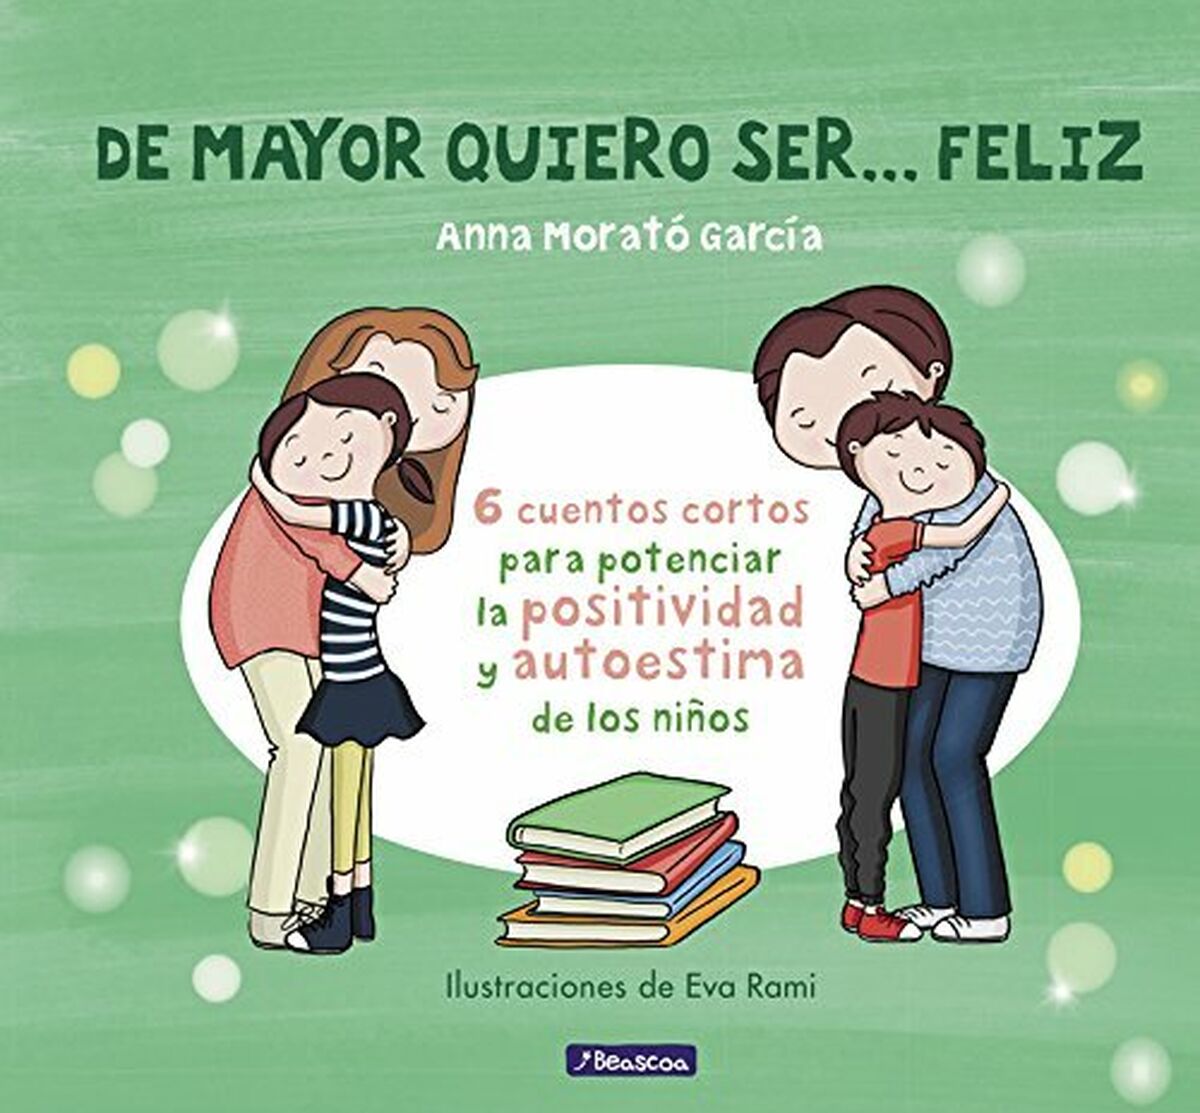 DE MAYOR QUIERO SER... FELIZ
Anna Morató García
6 cuentos cortos
para potenciar
la positividad
y autoestima
de los niños
Ilustraciones de Eva Rami
Beascoa